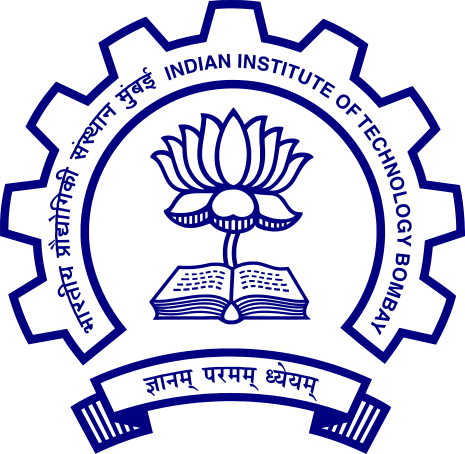 भारतीय प्रौद्योगिकी संस्थान मुंबई INDIAN INSTITUTE OF TECHNOLOGY BOMBAY
ज्ञानम् परमम् ध्येयम्